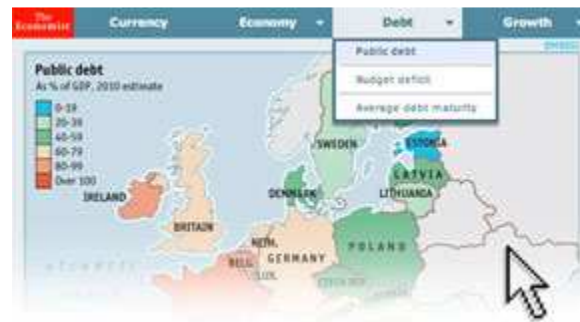 The
Economist
Currency
Economy
Debt
Growth
Public debt
Budget deficit
Average debt maturity
Public debt
As % of GDP, 2010 estimate
0-19
20-39
40-59
60-79
80-99
Over 100
SWEDEN
ESTONIA
LATVIA
LITHUANIA
DENMARK
IRELAND
BRITAIN
NETH.
POLAND
BELG.
GERMANY
LUX.